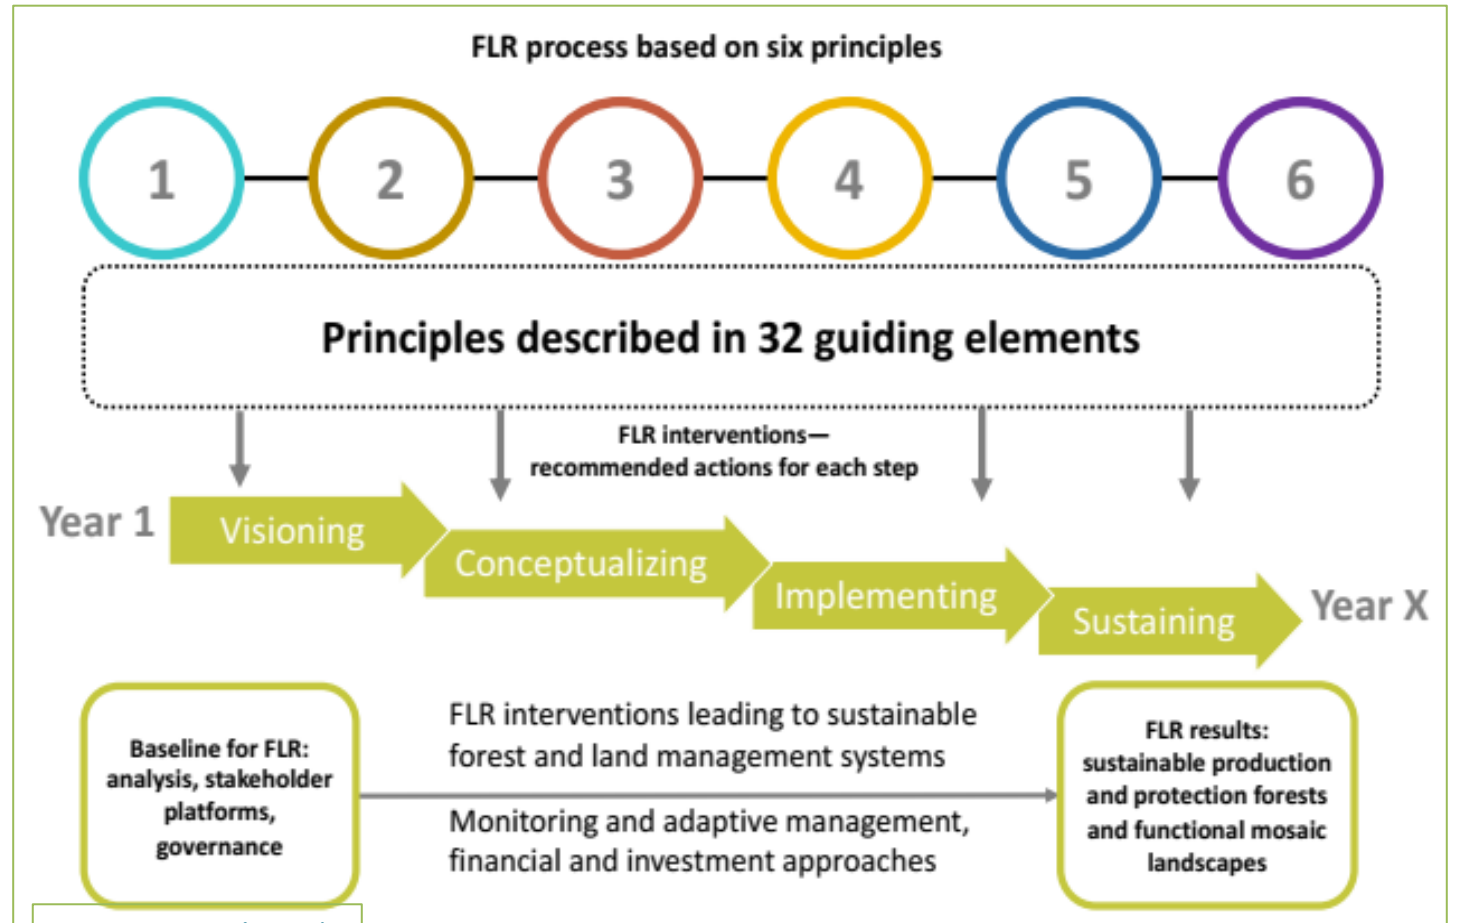 FLR process based on six principles
1 2 3 4 5 6
Principles described in 32 guiding elements
FLR interventions—
recommended actions for each step
Year 1
Visioning
Conceptualizing
Implementing
Sustaining
Year X
Baseline for FLR:
analysis, stakeholder
platforms,
governance
FLR interventions leading to sustainable
forest and land management systems
Monitoring and adaptive management,
financial and investment approaches
FLR results:
sustainable production
and protection forests
and functional mosaic
landscapes